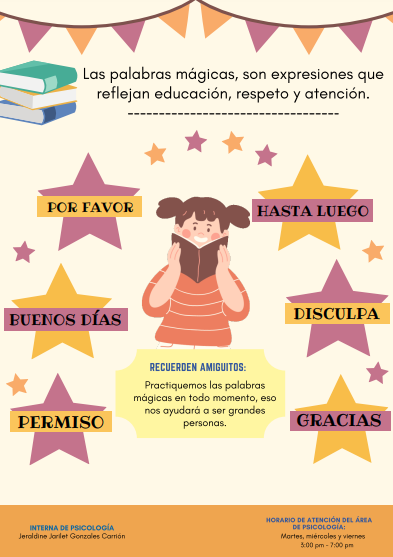 Las palabras mágicas, son expresiones que
reflejan educación, respeto y atención.
-----------------------------------
POR FAVOR
HASTA LUEGO
BUENOS DÍAS
DISCULPA
PERMISO
GRACIAS
RECUERDEN AMIGUITOS:
Practiquemos las palabras
mágicas en todo momento, eso
nos ayudará a ser grandes
personas.
INTERNA DE PSICOLOGÍA
Jeraldine Jarilet Gonzales Carrión
HORARIO DE ATENCIÓN DEL ÁREA
DE PSICOLOGÍA:
Martes, miércoles y viernes
3:00 pm - 7:00 pm